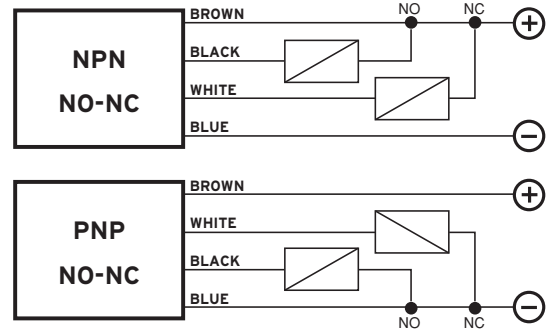 NO NC
BROWN
BLACK
NPN
NO-NC
WHITE
BLUE
+
−
BROWN
WHITE
PNP
NO-NC
BLACK
BLUE
+
−
NO NC